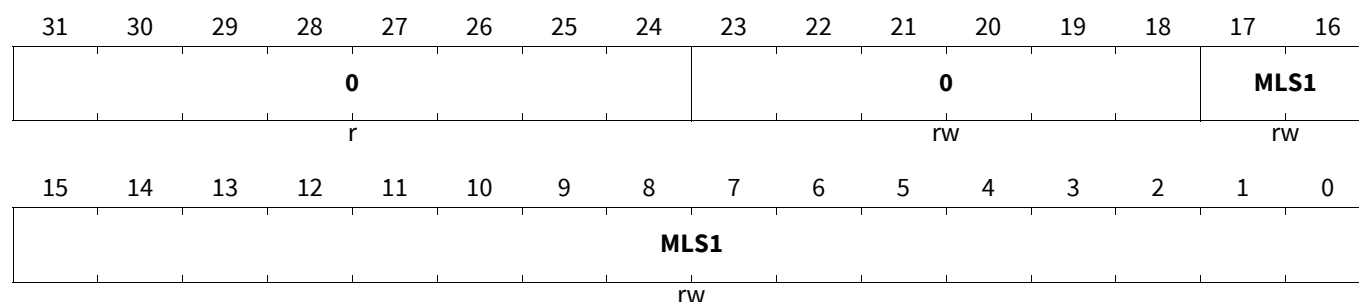 31 30 29 28 27 26 25 24 23 22 21 20 19 18 17 16
0 0 MLS1
r rw rw
15 14 13 12 11 10 9 8 7 6 5 4 3 2 1 0
MLS1
rw